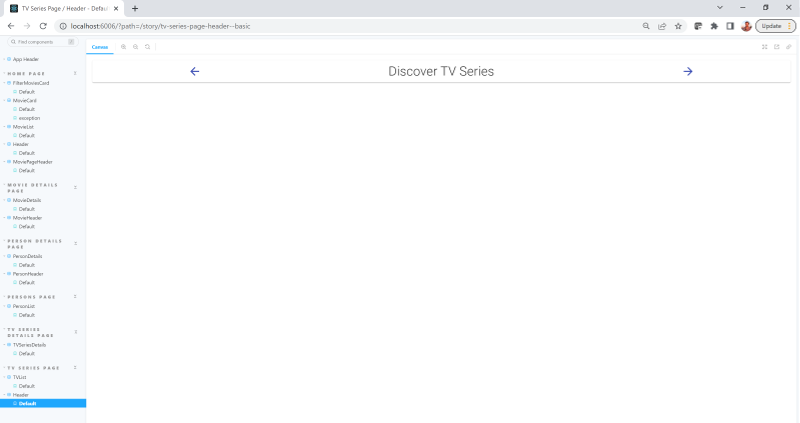 TV Series Page / Header - Defaul
localhost:6006/?path=/story/tv-series-page-header--basic
Update
Find components
Canvas
App Header
HOME PAGE
FilterMoviesCard
Default
MovieCard
Default
exception
MovieList
Default
Header
Default
MoviePageHeader
Default
MOVIE DETAILS
PAGE
MovieDetails
Default
MovieHeader
Default
PERSON DETAILS
PAGE
PersonDetails
Default
PersonHeader
Default
PERSONS PAGE
PersonList
Default
TV SERIES
DETAILS PAGE
TVSeriesDetails
Default
TV SERIES PAGE
TVList
Default
Header
Default
Discover TV Series